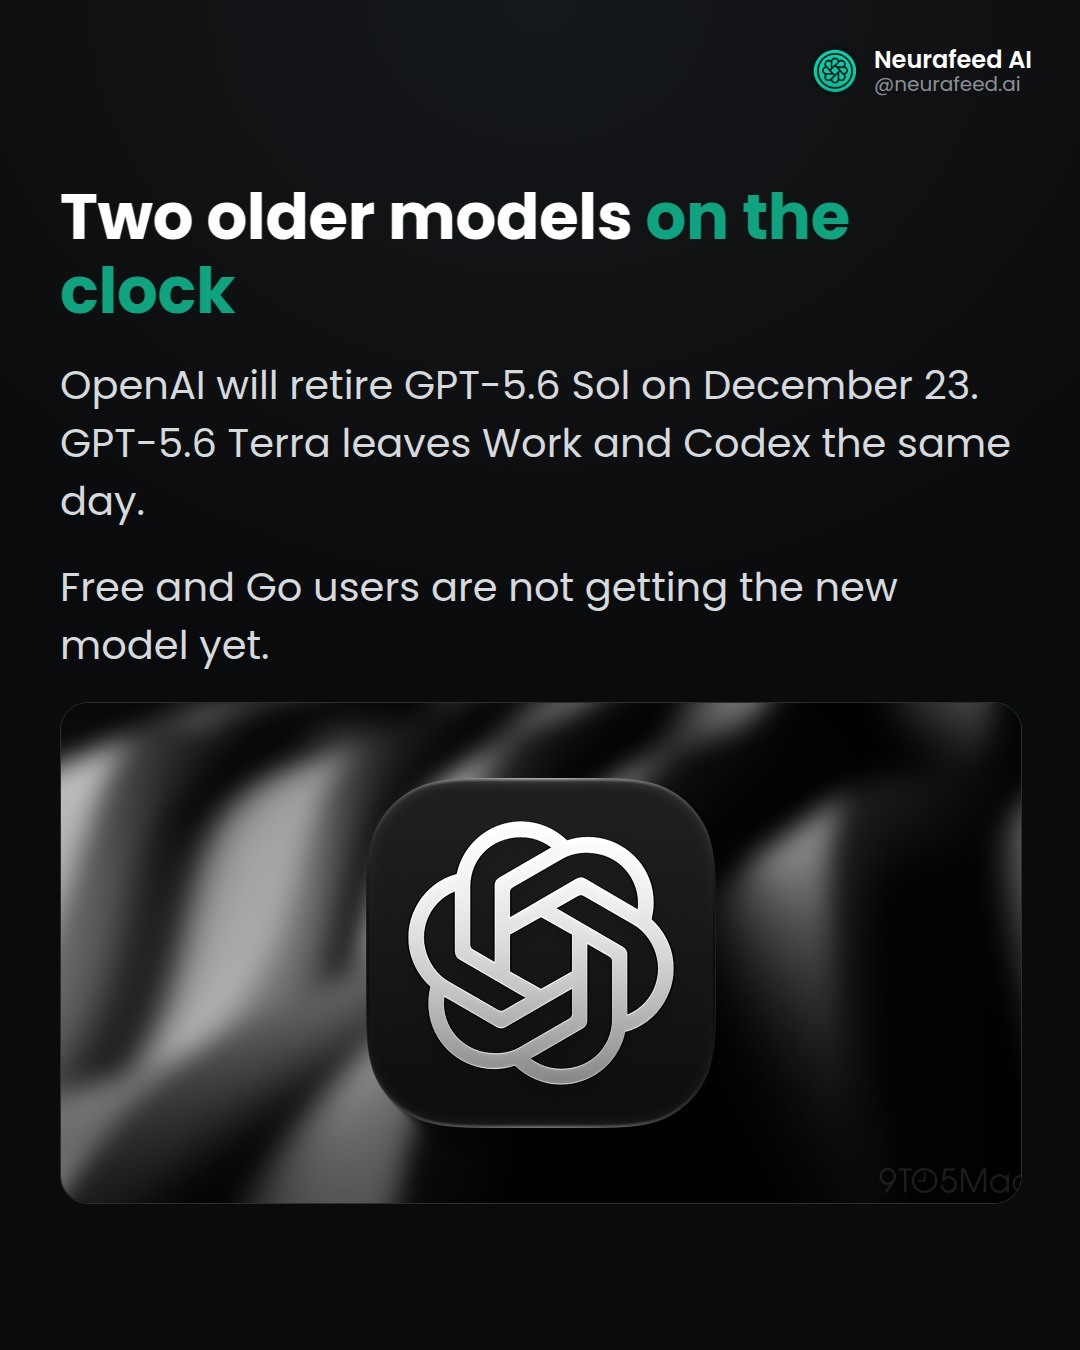 Neurafeed AI
@neurafeed.ai
Two older models on the
clock
OpenAI will retire GPT-5.6 Sol on December 23.
GPT-5.6 Terra leaves Work and Codex the same
day.
Free and Go users are not getting the new
model yet.
9TO5Mac